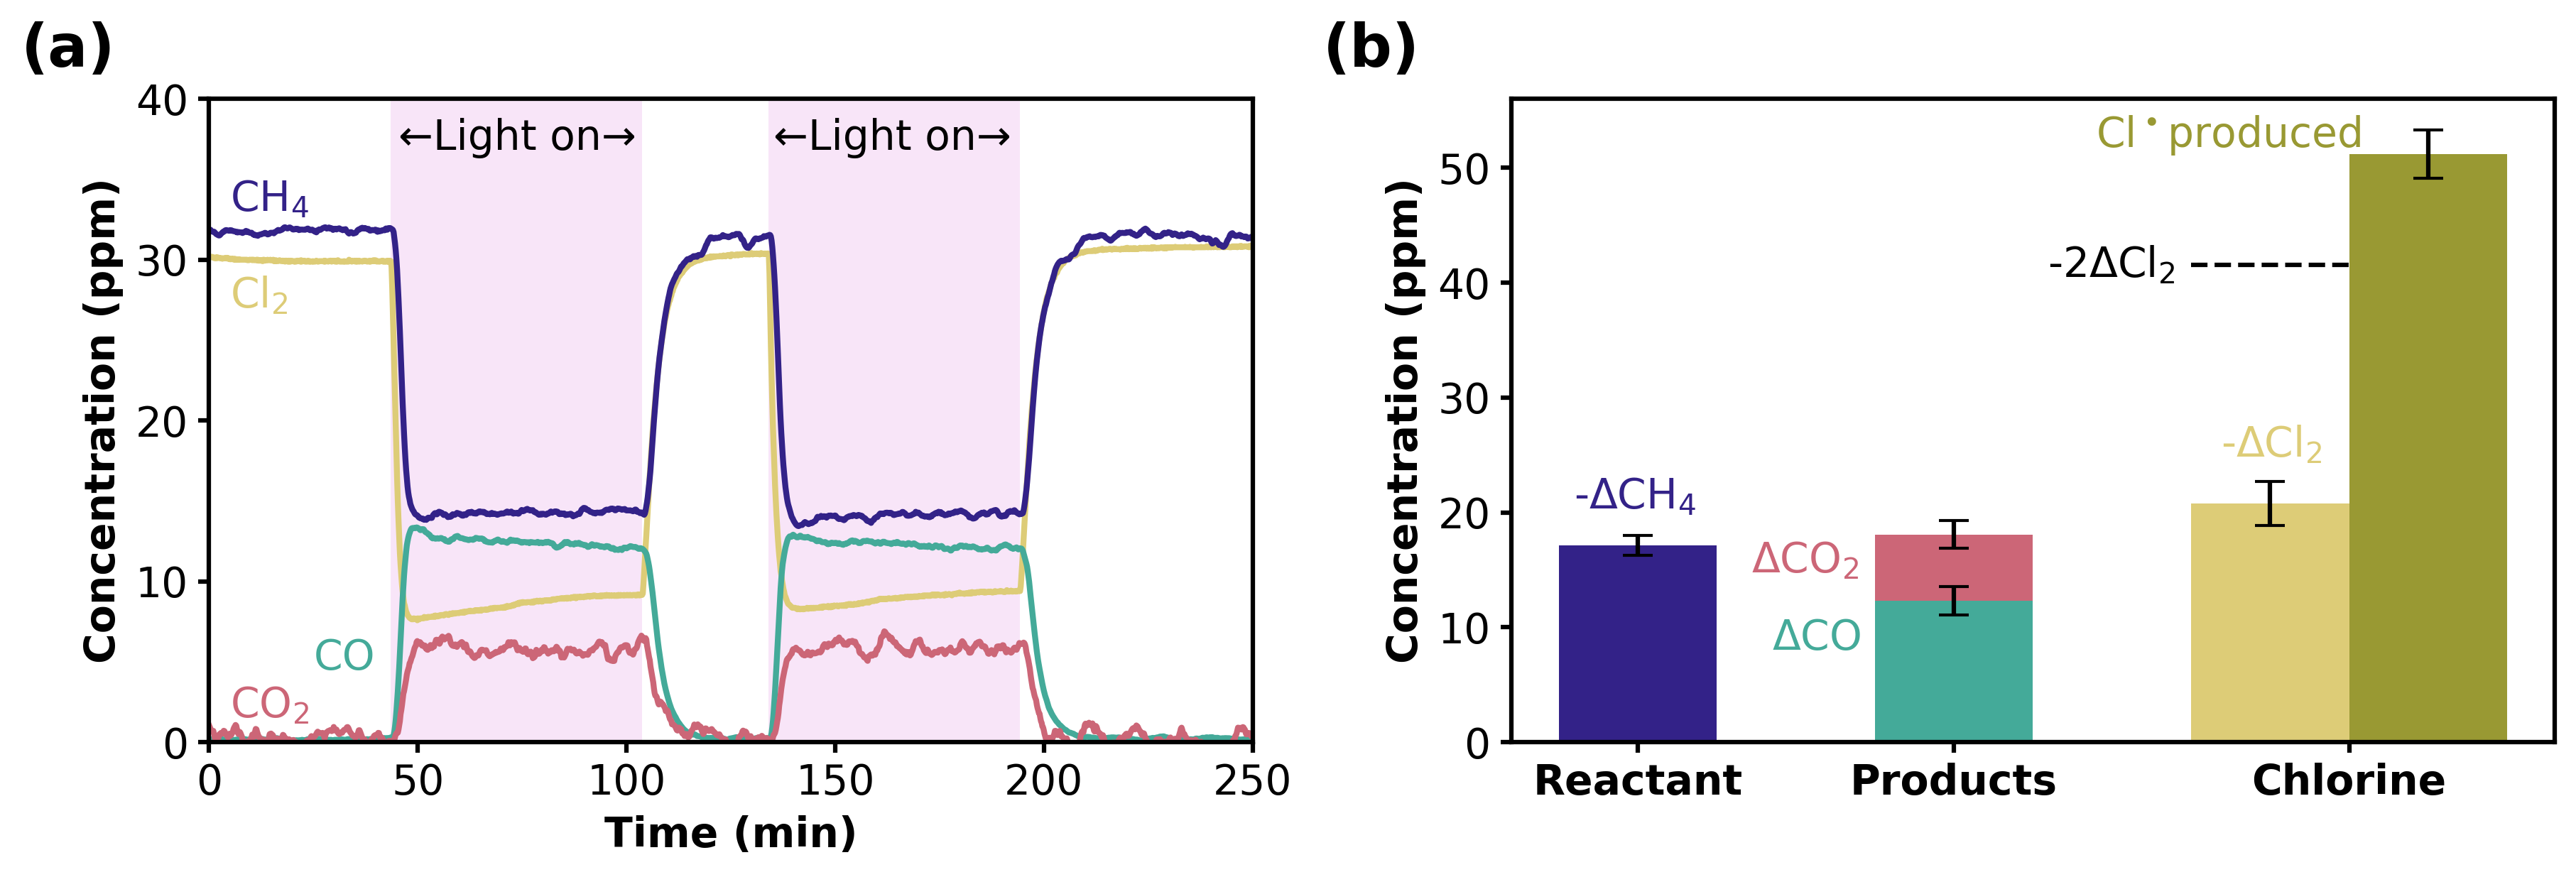 (a)
40
30
20
10
0
Concentration (ppm)
←Light on→
←Light on→
CH₄
Cl₂
CO
CO₂
0 50 100 150 200 250
Time (min)
(b)
50
40
30
20
10
0
Concentration (ppm)
Cl•produced
-2ΔCl₂
-ΔCl₂
-ΔCH₄
ΔCO₂
ΔCO
Reactant Products Chlorine